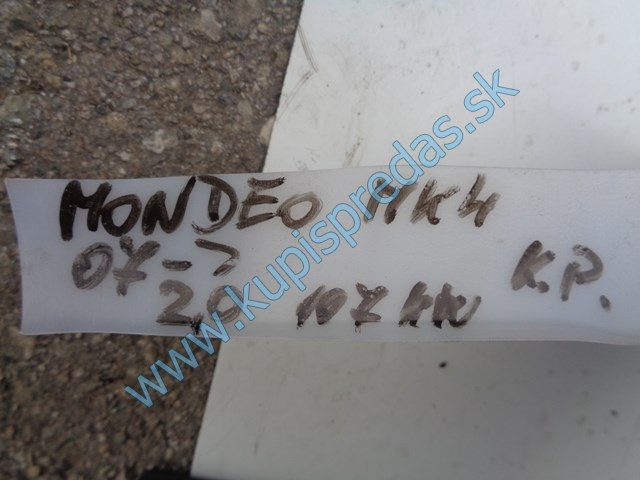 MONDEO MK4
07->
K.P.
2,0 107 kW
www.kupispredas.sk